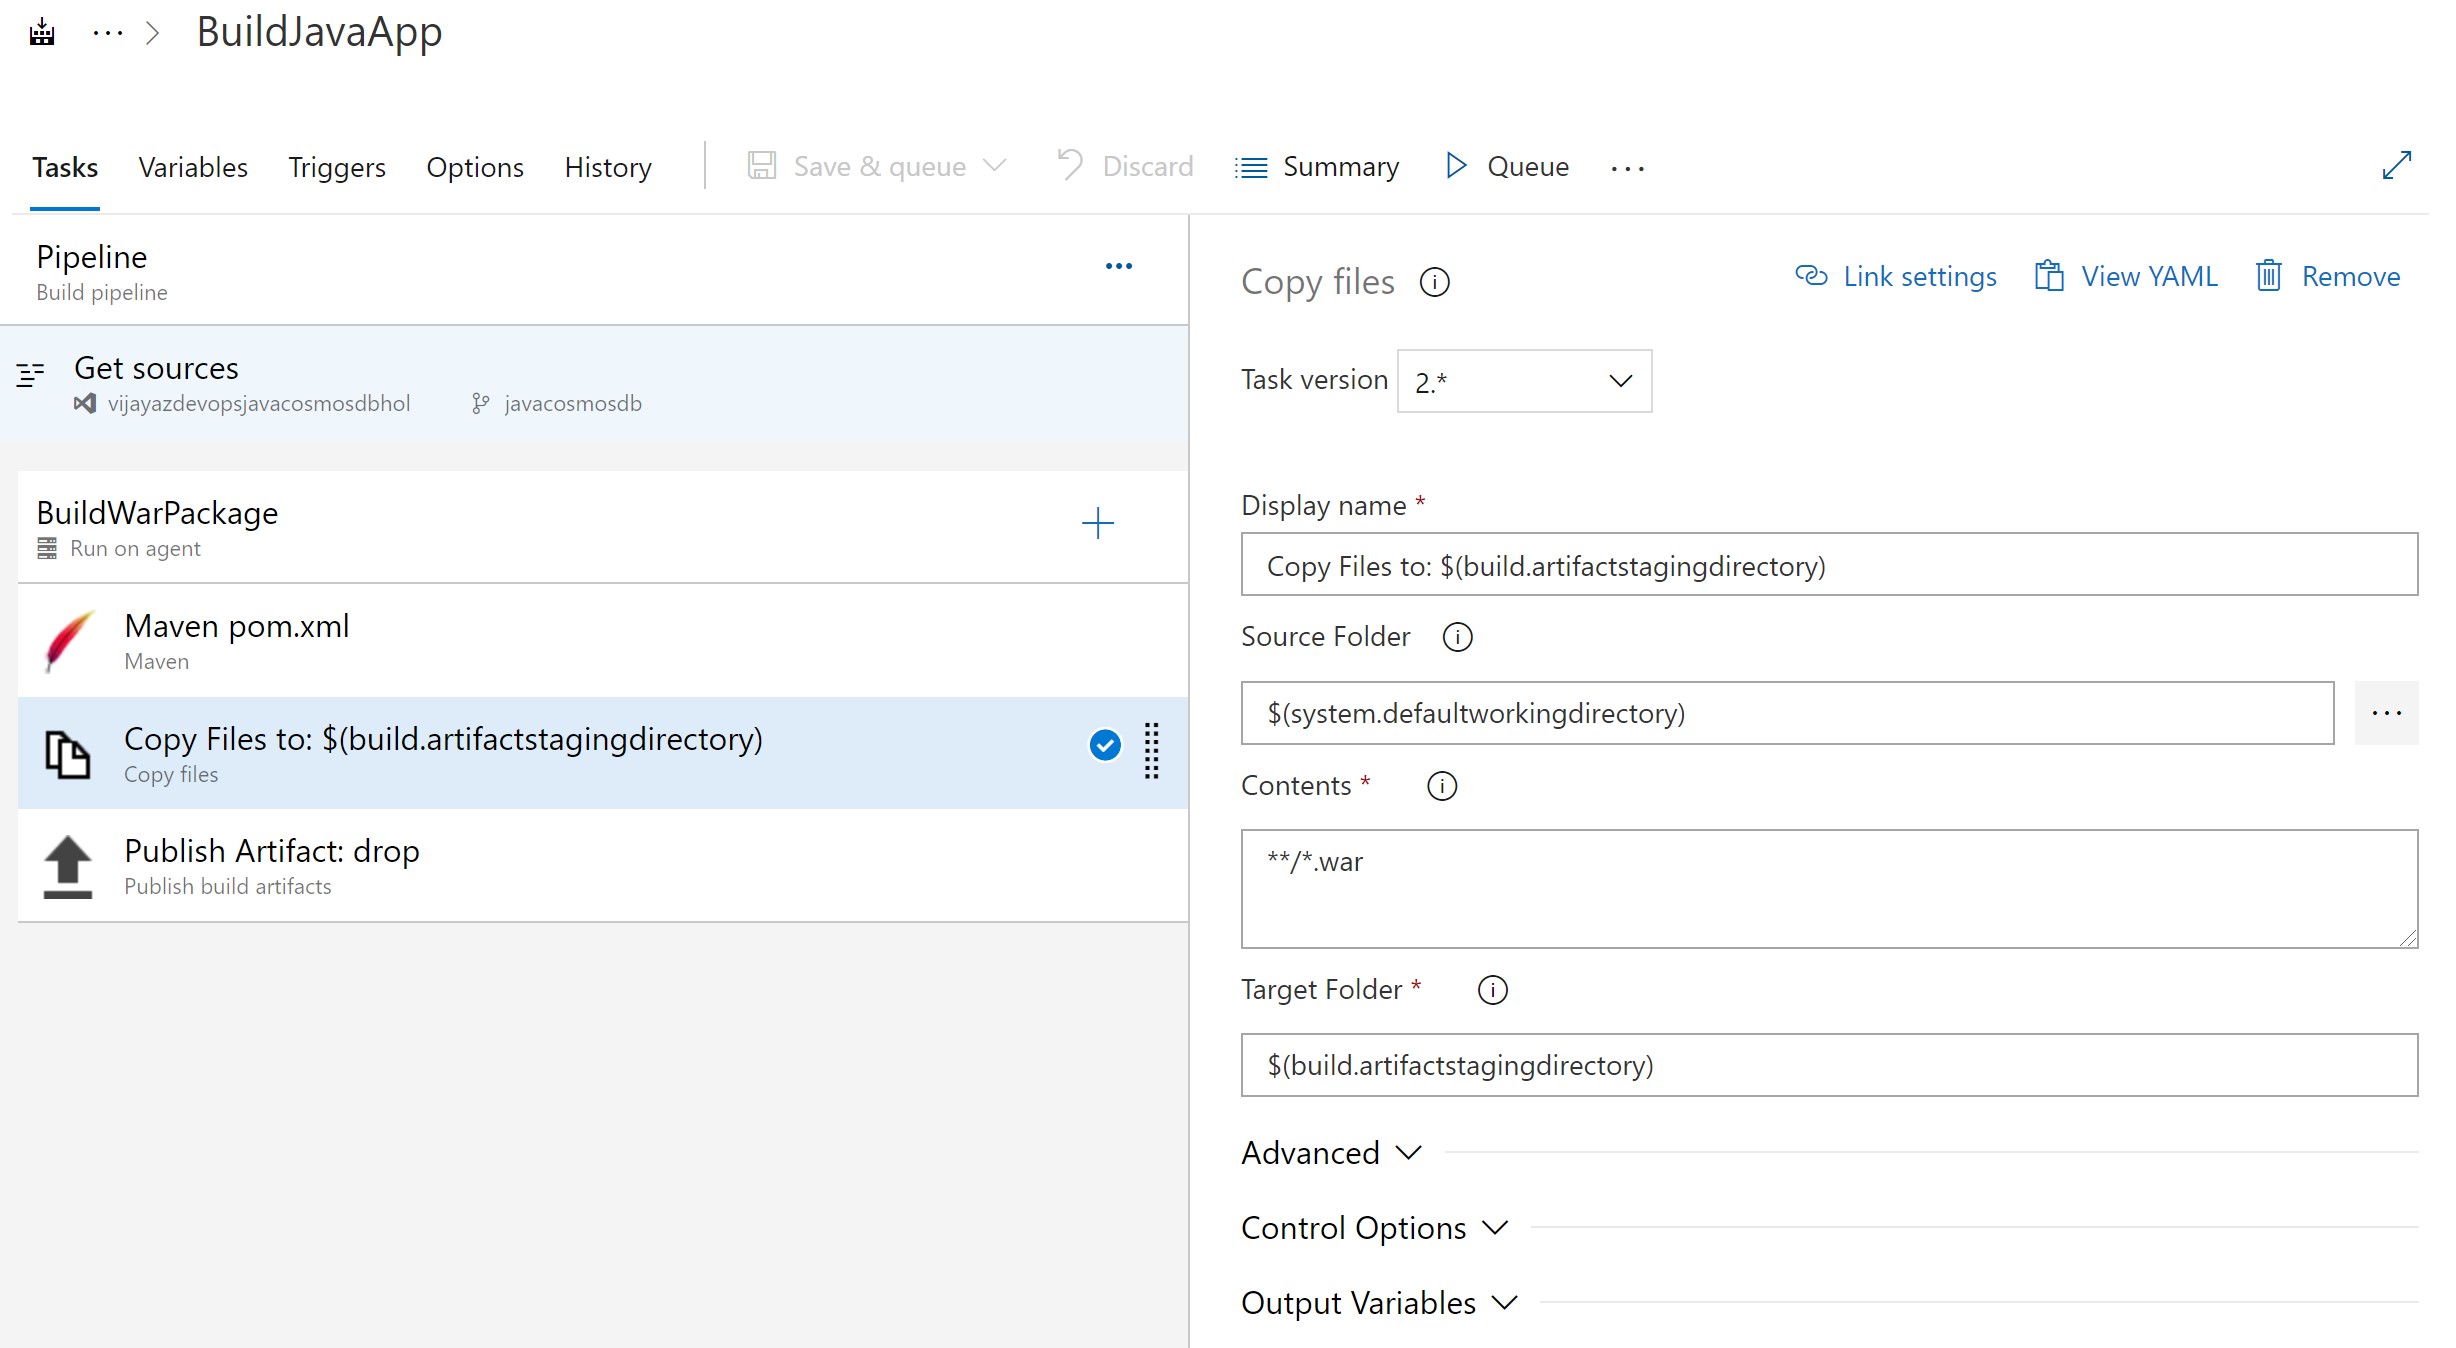 BuildJavaApp
Tasks Variables Triggers Options History Save & queue Discard Summary Queue
Pipeline
Build pipeline
Get sources
vijayazdevopsjavacosmosdbhol javacosmosdb
BuildWarPackage
Run on agent
Maven pom.xml
Maven
Copy Files to: $(build.artifactstagingdirectory)
Copy files
Publish Artifact: drop
Publish build artifacts
Copy files Link settings View YAML Remove
Task version 2.*
Display name *
Copy Files to: $(build.artifactstagingdirectory)
Source Folder
$(system.defaultworkingdirectory)
Contents *
**/*.war
Target Folder *
$(build.artifactstagingdirectory)
Advanced
Control Options
Output Variables